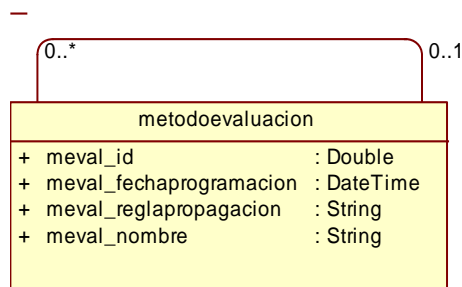 0..* 0..1
metodoevaluacion
+ meval_id : Double
+ meval_fechaprogramacion : DateTime
+ meval_reglapropagacion : String
+ meval_nombre : String